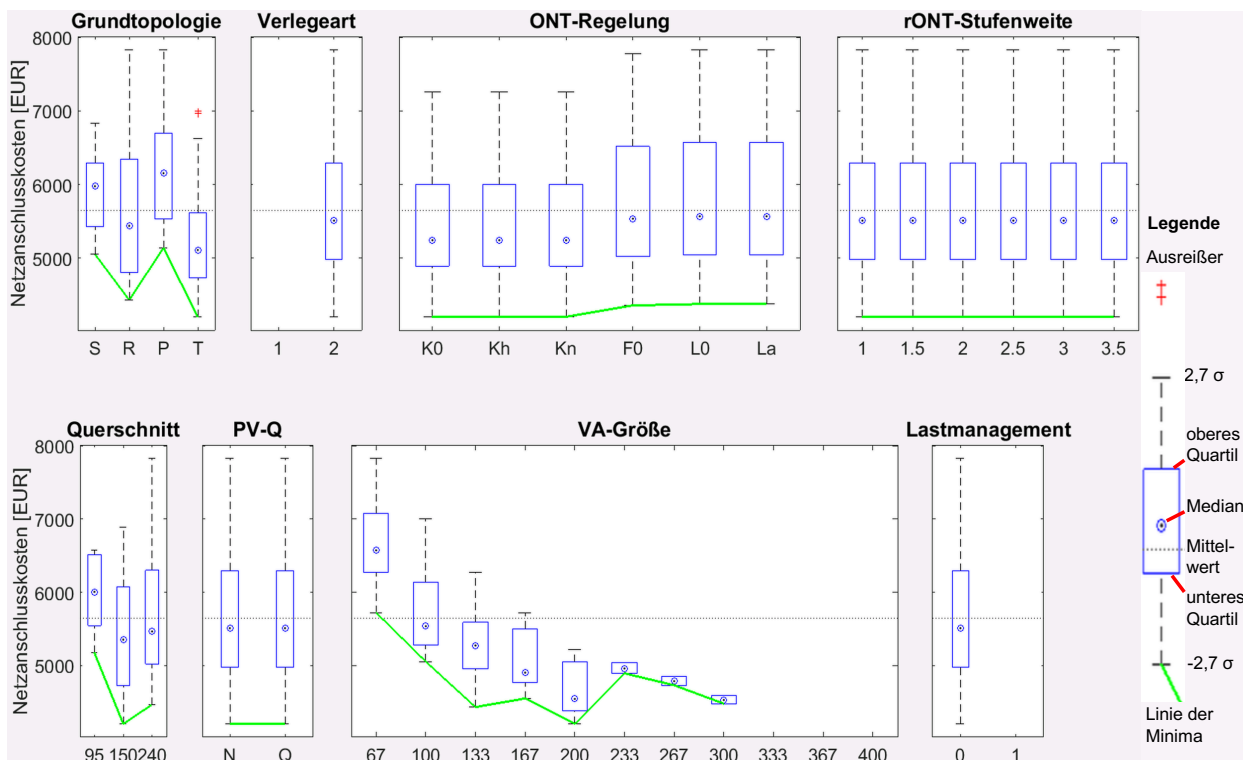 Grundtopologie
Verlegeart
ONT-Regelung
rONT-Stufenweite
Netzanschlusskosten [EUR]
8000
7000
6000
5000
S R P T
1 2
K0 Kh Kn F0 L0 La
1 1.5 2 2.5 3 3.5
Querschnitt
PV-Q
VA-Größe
Lastmanagement
Netzanschlusskosten [EUR]
8000
7000
6000
5000
95 150 240
N Q
67 100 133 167 200 233 267 300 333 367 400
0 1
Legende
Ausreißer
2,7 σ
oberes
Quartil
Median
Mittel-
wert
unteres
Quartil
-2,7 σ
Linie der
Minima